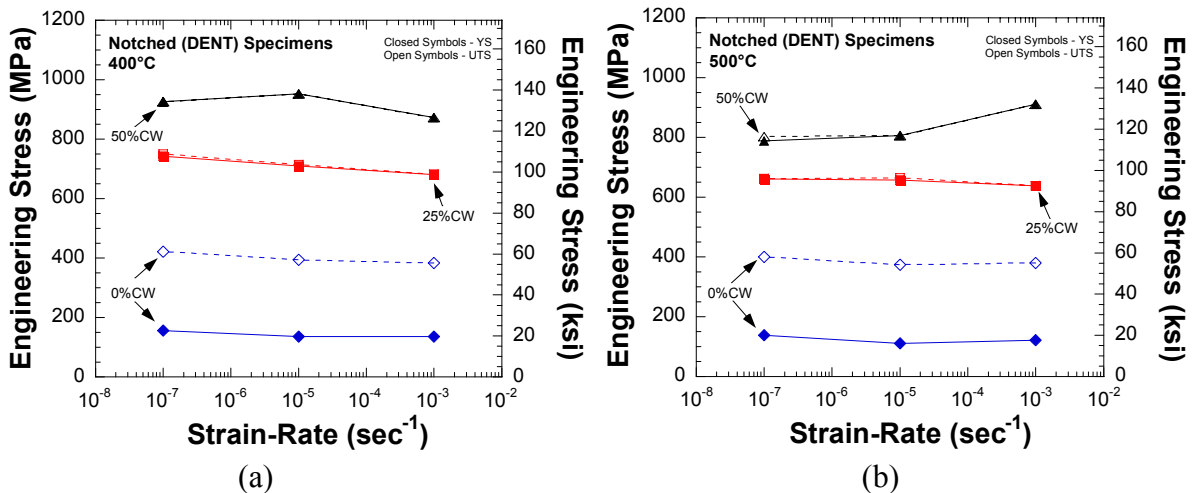 Notched (DENT) Specimens
400°C
Closed Symbols - YS
Open Symbols - UTS
50%CW
25%CW
0%CW
Engineering Stress (MPa)
1200
1000
800
600
400
200
0
Engineering Stress (ksi)
160
140
120
100
80
60
40
20
0
10⁻⁸ 10⁻⁷ 10⁻⁶ 10⁻⁵ 10⁻⁴ 10⁻³ 10⁻²
Strain-Rate (sec⁻¹)
(a)
Notched (DENT) Specimens
500°C
Closed Symbols - YS
Open Symbols - UTS
50%CW
25%CW
0%CW
Engineering Stress (MPa)
1200
1000
800
600
400
200
0
Engineering Stress (ksi)
160
140
120
100
80
60
40
20
0
10⁻⁸ 10⁻⁷ 10⁻⁶ 10⁻⁵ 10⁻⁴ 10⁻³ 10⁻²
Strain-Rate (sec⁻¹)
(b)